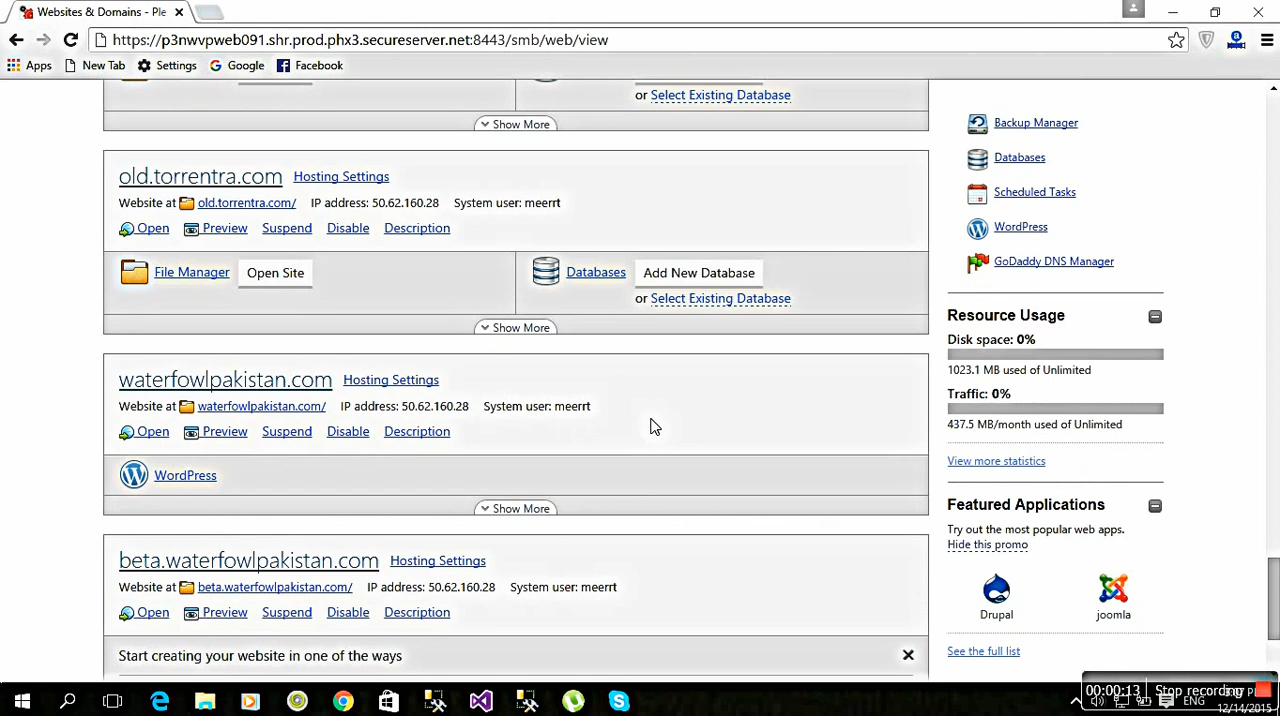 Websites & Domains - Ple
https://p3nwvpweb091.shr.prod.phx3.secureserver.net:8443/smb/web/view
Apps New Tab Settings Google Facebook
or Select Existing Database
Show More
old.torrentra.com Hosting Settings
Website at old.torrentra.com/ IP address: 50.62.160.28 System user: meerrt
Open Preview Suspend Disable Description
File Manager Open Site Databases Add New Database
or Select Existing Database
Show More
waterfowlpakistan.com Hosting Settings
Website at waterfowlpakistan.com/ IP address: 50.62.160.28 System user: meerrt
Open Preview Suspend Disable Description
WordPress
Show More
beta.waterfowlpakistan.com Hosting Settings
Website at beta.waterfowlpakistan.com/ IP address: 50.62.160.28 System user: meerrt
Open Preview Suspend Disable Description
Start creating your website in one of the ways
Backup Manager
Databases
Scheduled Tasks
WordPress
GoDaddy DNS Manager
Resource Usage
Disk space: 0%
1023.1 MB used of Unlimited
Traffic: 0%
437.5 MB/month used of Unlimited
View more statistics
Featured Applications
Try out the most popular web apps.
Hide this promo
Drupal joomla
See the full list
00:00:13 Stop recording
ENG
12/14/2015